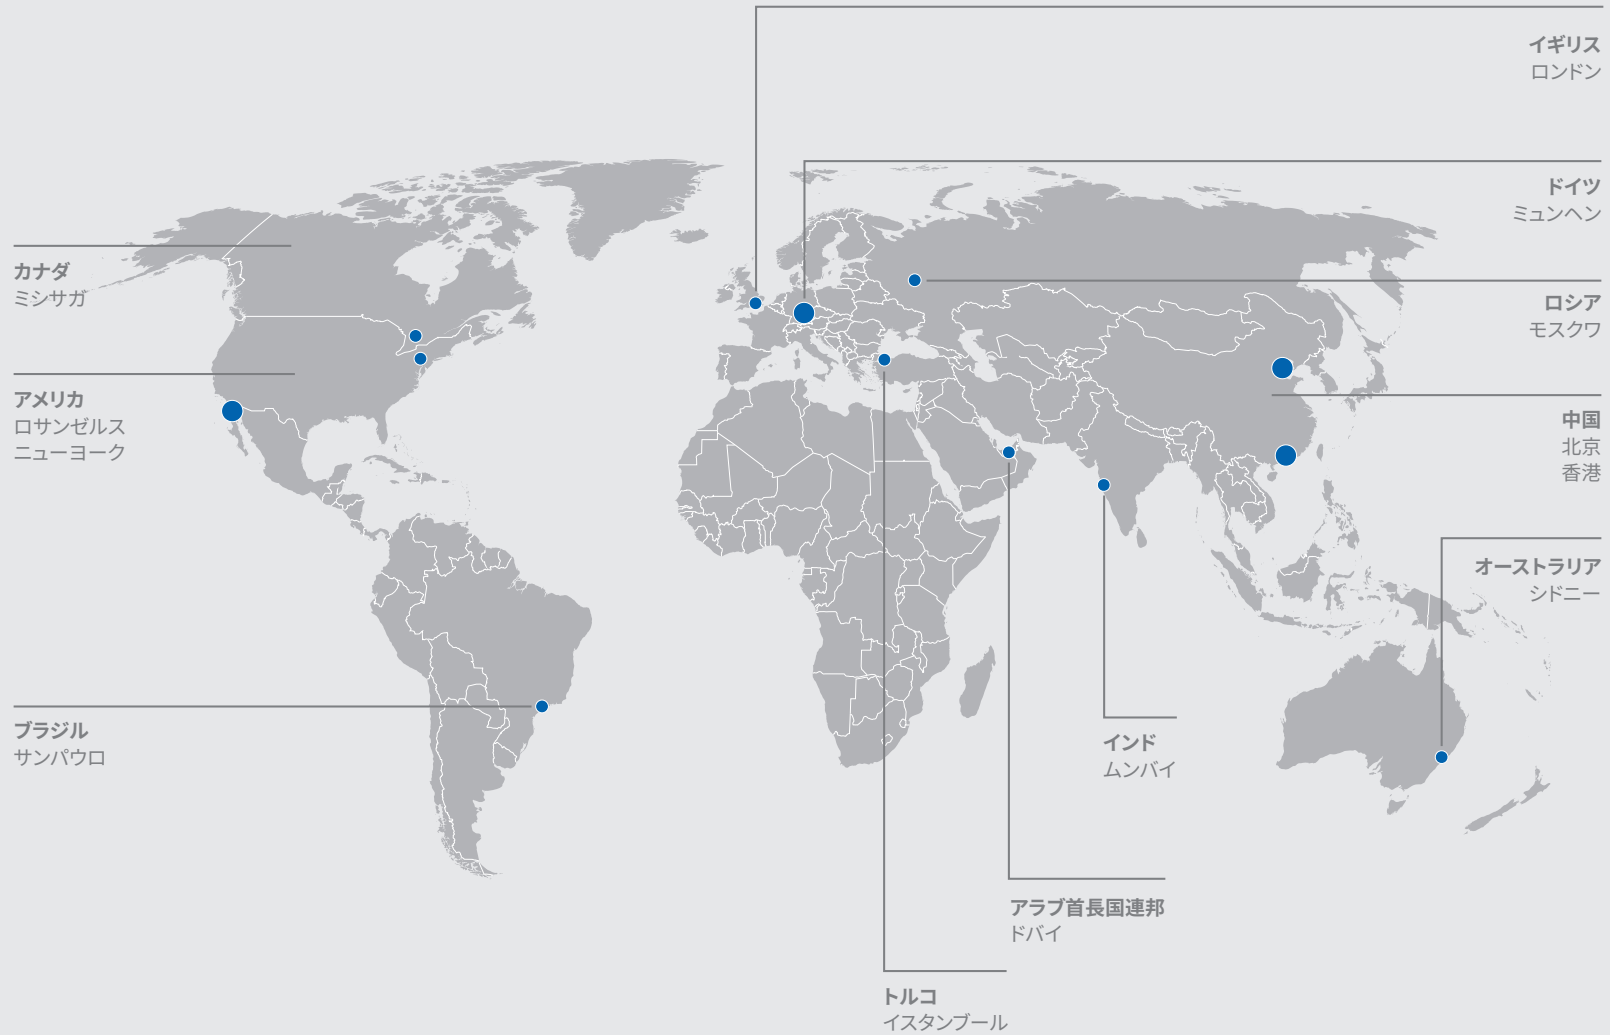 イギリス
ロンドン
ドイツ
ミュンヘン
カナダ
ミシサガ
ロシア
モスクワ
アメリカ
ロサンゼルス
ニューヨーク
中国
北京
香港
オーストラリア
シドニー
ブラジル
サンパウロ
インド
ムンバイ
アラブ首長国連邦
ドバイ
トルコ
イスタンブール